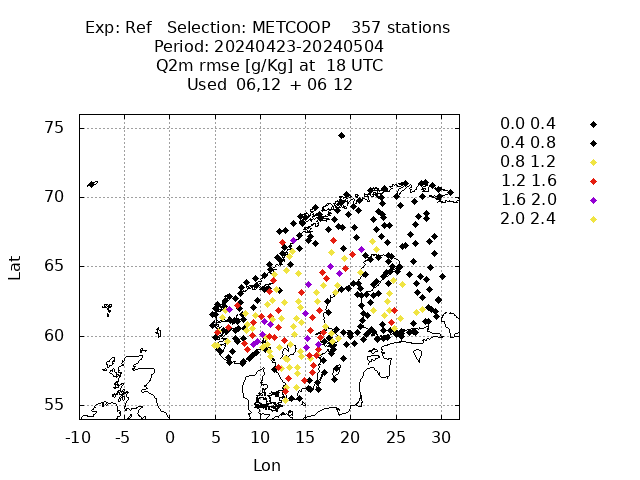 Exp: Ref Selection: METCOOP 357 stations
Period: 20240423-20240504
Q2m rmse [g/Kg] at 18 UTC
Used 06,12 + 06 12
0.0 0.4
0.4 0.8
0.8 1.2
1.2 1.6
1.6 2.0
2.0 2.4
75
70
65
60
55
Lat
-10 -5 0 5 10 15 20 25 30
Lon